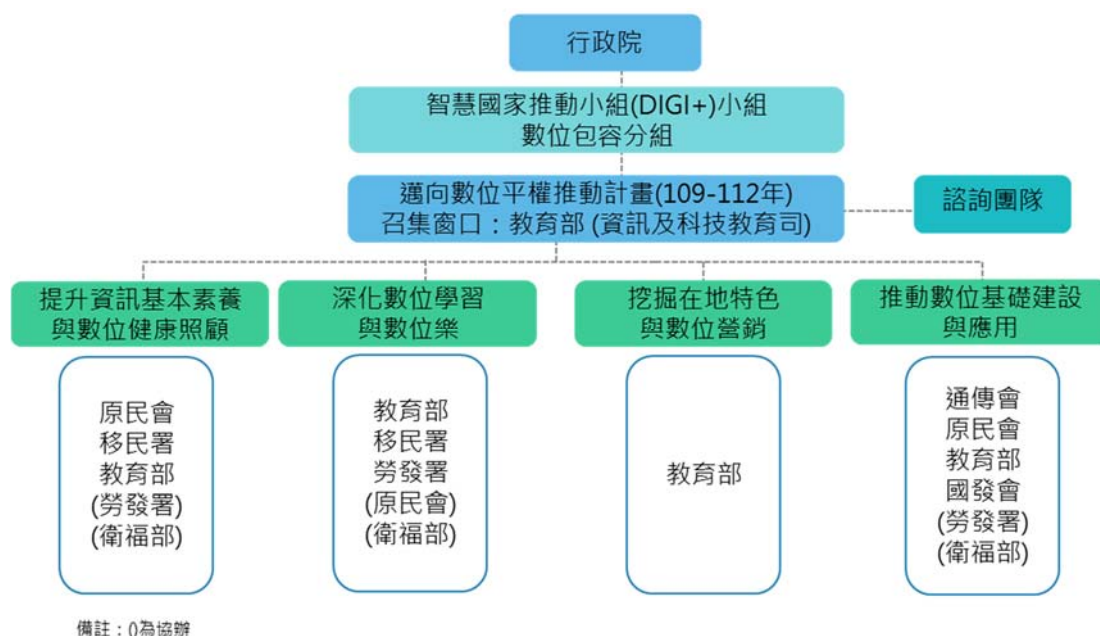 行政院
智慧國家推動小組(DIGI+)小組
數位包容分組
邁向數位平權推動計畫(109-112年)
召集窗口：教育部 (資訊及科技教育司)
諮詢團隊
提升資訊基本素養
與數位健康照顧
深化數位學習
與數位樂
挖掘在地特色
與數位營銷
推動數位基礎建設
與應用
原民會
移民署
教育部
(勞發署)
(衛福部)
教育部
移民署
勞發署
(原民會)
(衛福部)
教育部
通傳會
原民會
教育部
國發會
(勞發署)
(衛福部)
備註：()為協辦